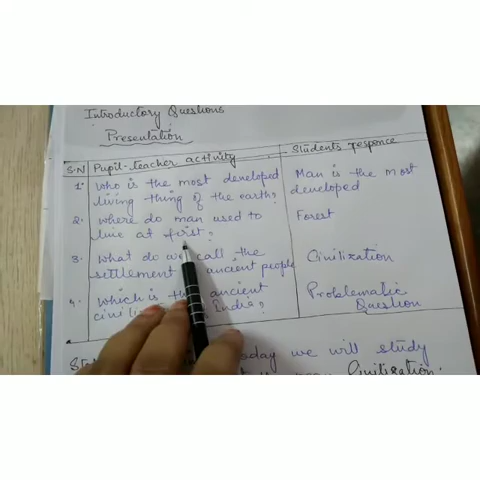 Introductory Questions
Presentation
S.N Pupil-teacher activity Students responce
1. Who is the most developed Man is the most
living thing of the earth? developed
2. where do man used to Forest
live at first?
3. What do we call the Civilization
settlement ancient people
4. which is the ancient Problematic
India? Question
today we will study
Civilization.